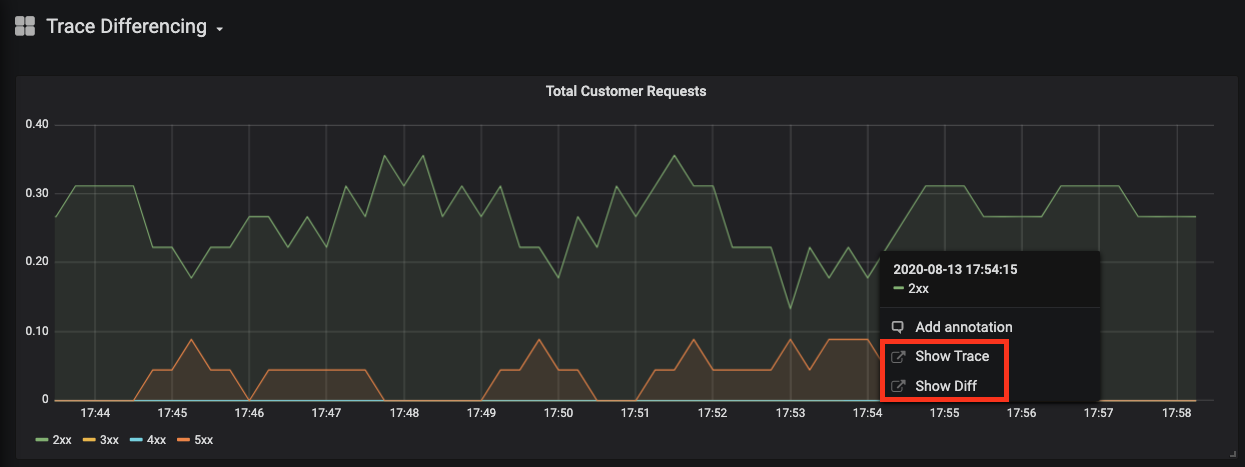 Trace Differencing
Total Customer Requests
0.40
0.30
0.20
0.10
0
17:44 17:45 17:46 17:47 17:48 17:49 17:50 17:51 17:52 17:53 17:54 17:55 17:56 17:57 17:58
2xx 3xx 4xx 5xx
2020-08-13 17:54:15
2xx
Add annotation
Show Trace
Show Diff